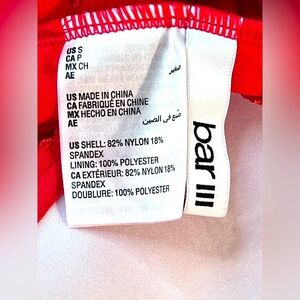 US S
CA P
MX CH
AE صغير
US MADE IN CHINA
CA FABRIQUÉ EN CHINE
MX HECHO EN CHINA
AE صنع في الصين
US SHELL: 82% NYLON 18%
SPANDEX
LINING: 100% POLYESTER
CA EXTÉRIEUR: 82% NYLON 18%
SPANDEX
DOUBLURE: 100% POLYESTER
bar III